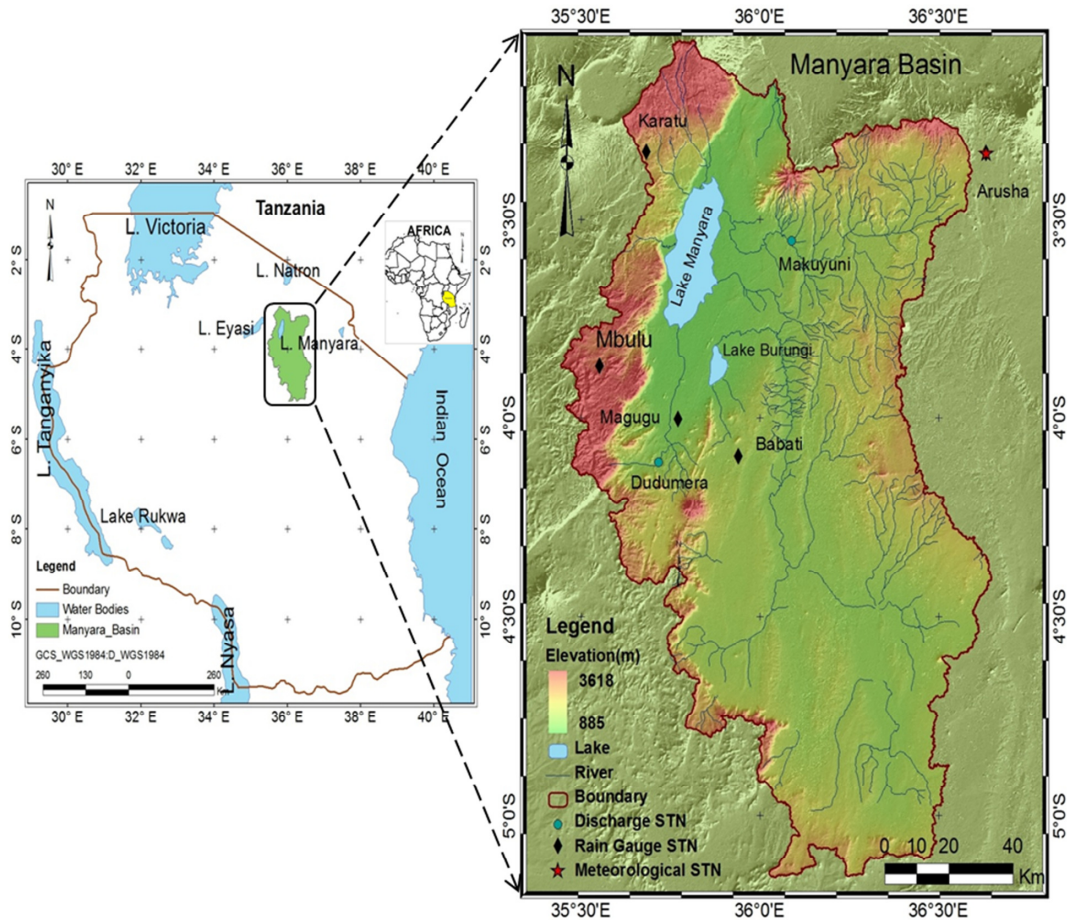 30° E 32° E 34° E 36° E 38° E 40° E
N
Tanzania
AFRICA
N
L. Victoria
L. Natron
2° S
2° S
L. Eyasi
L. Manyara
4° S
4° S
L. Tanganyika
Indian Ocean
6° S
6° S
Lake Rukwa
8° S
8° S
Legend
Boundary
Water Bodies
Manyara_Basin
10° S
10° S
L. Nyasa
GCS_WGS1984:D_WGS1984
260 130 0 260
Km
30° E 32° E 34° E 36° E 38° E 40° E
35°30'E 36°0'E 36°30'E
Manyara Basin
N
Karatu
Arusha
3°30'S
3°30'S
Lake Manyara
Makuyuni
Mbulu
Lake Burungi
Magugu
4°0'S
4°0'S
Babati
Dudumera
4°30'S
4°30'S
Legend
Elevation(m)
3618
885
Lake
River
Boundary
Discharge STN
Rain Gauge STN
Meteorological STN
5°0'S
5°0'S
0 10 20 40
Km
35°30'E 36°0'E 36°30'E